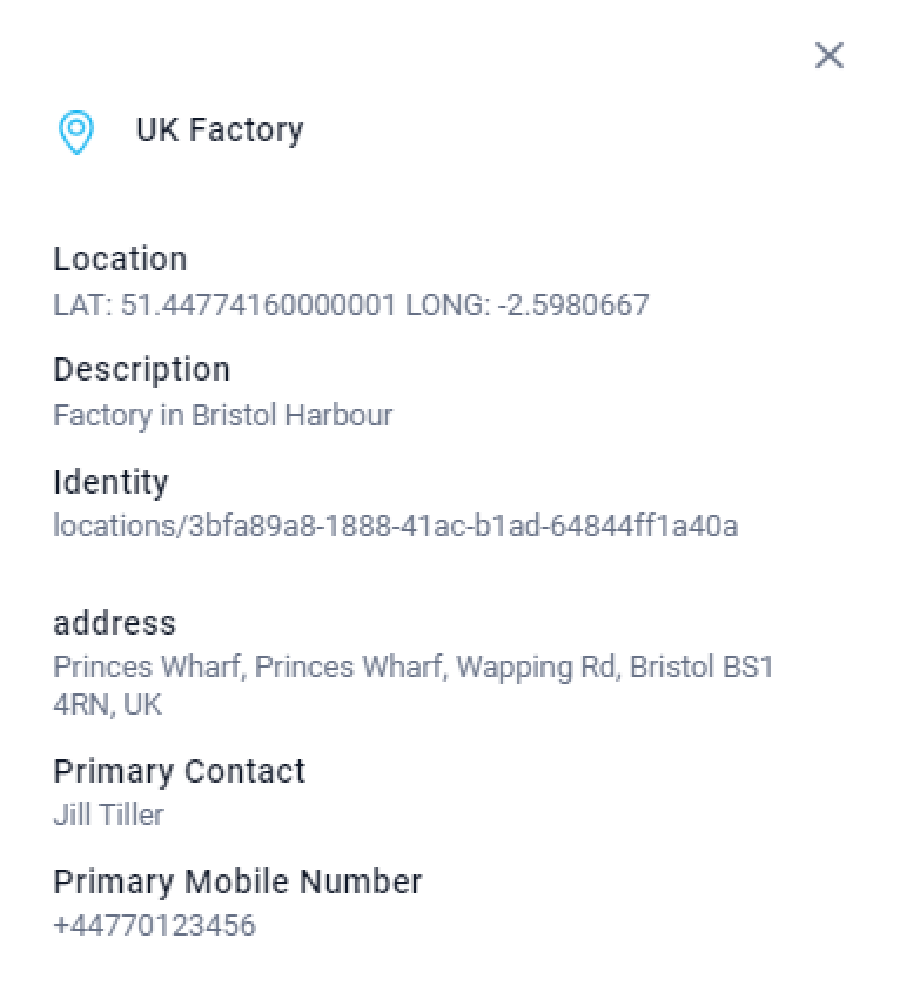 UK Factory
Location
LAT: 51.44774160000001 LONG: -2.5980667
Description
Factory in Bristol Harbour
Identity
locations/3bfa89a8-1888-41ac-b1ad-64844ff1a40a
address
Princes Wharf, Princes Wharf, Wapping Rd, Bristol BS1
4RN, UK
Primary Contact
Jill Tiller
Primary Mobile Number
+44770123456